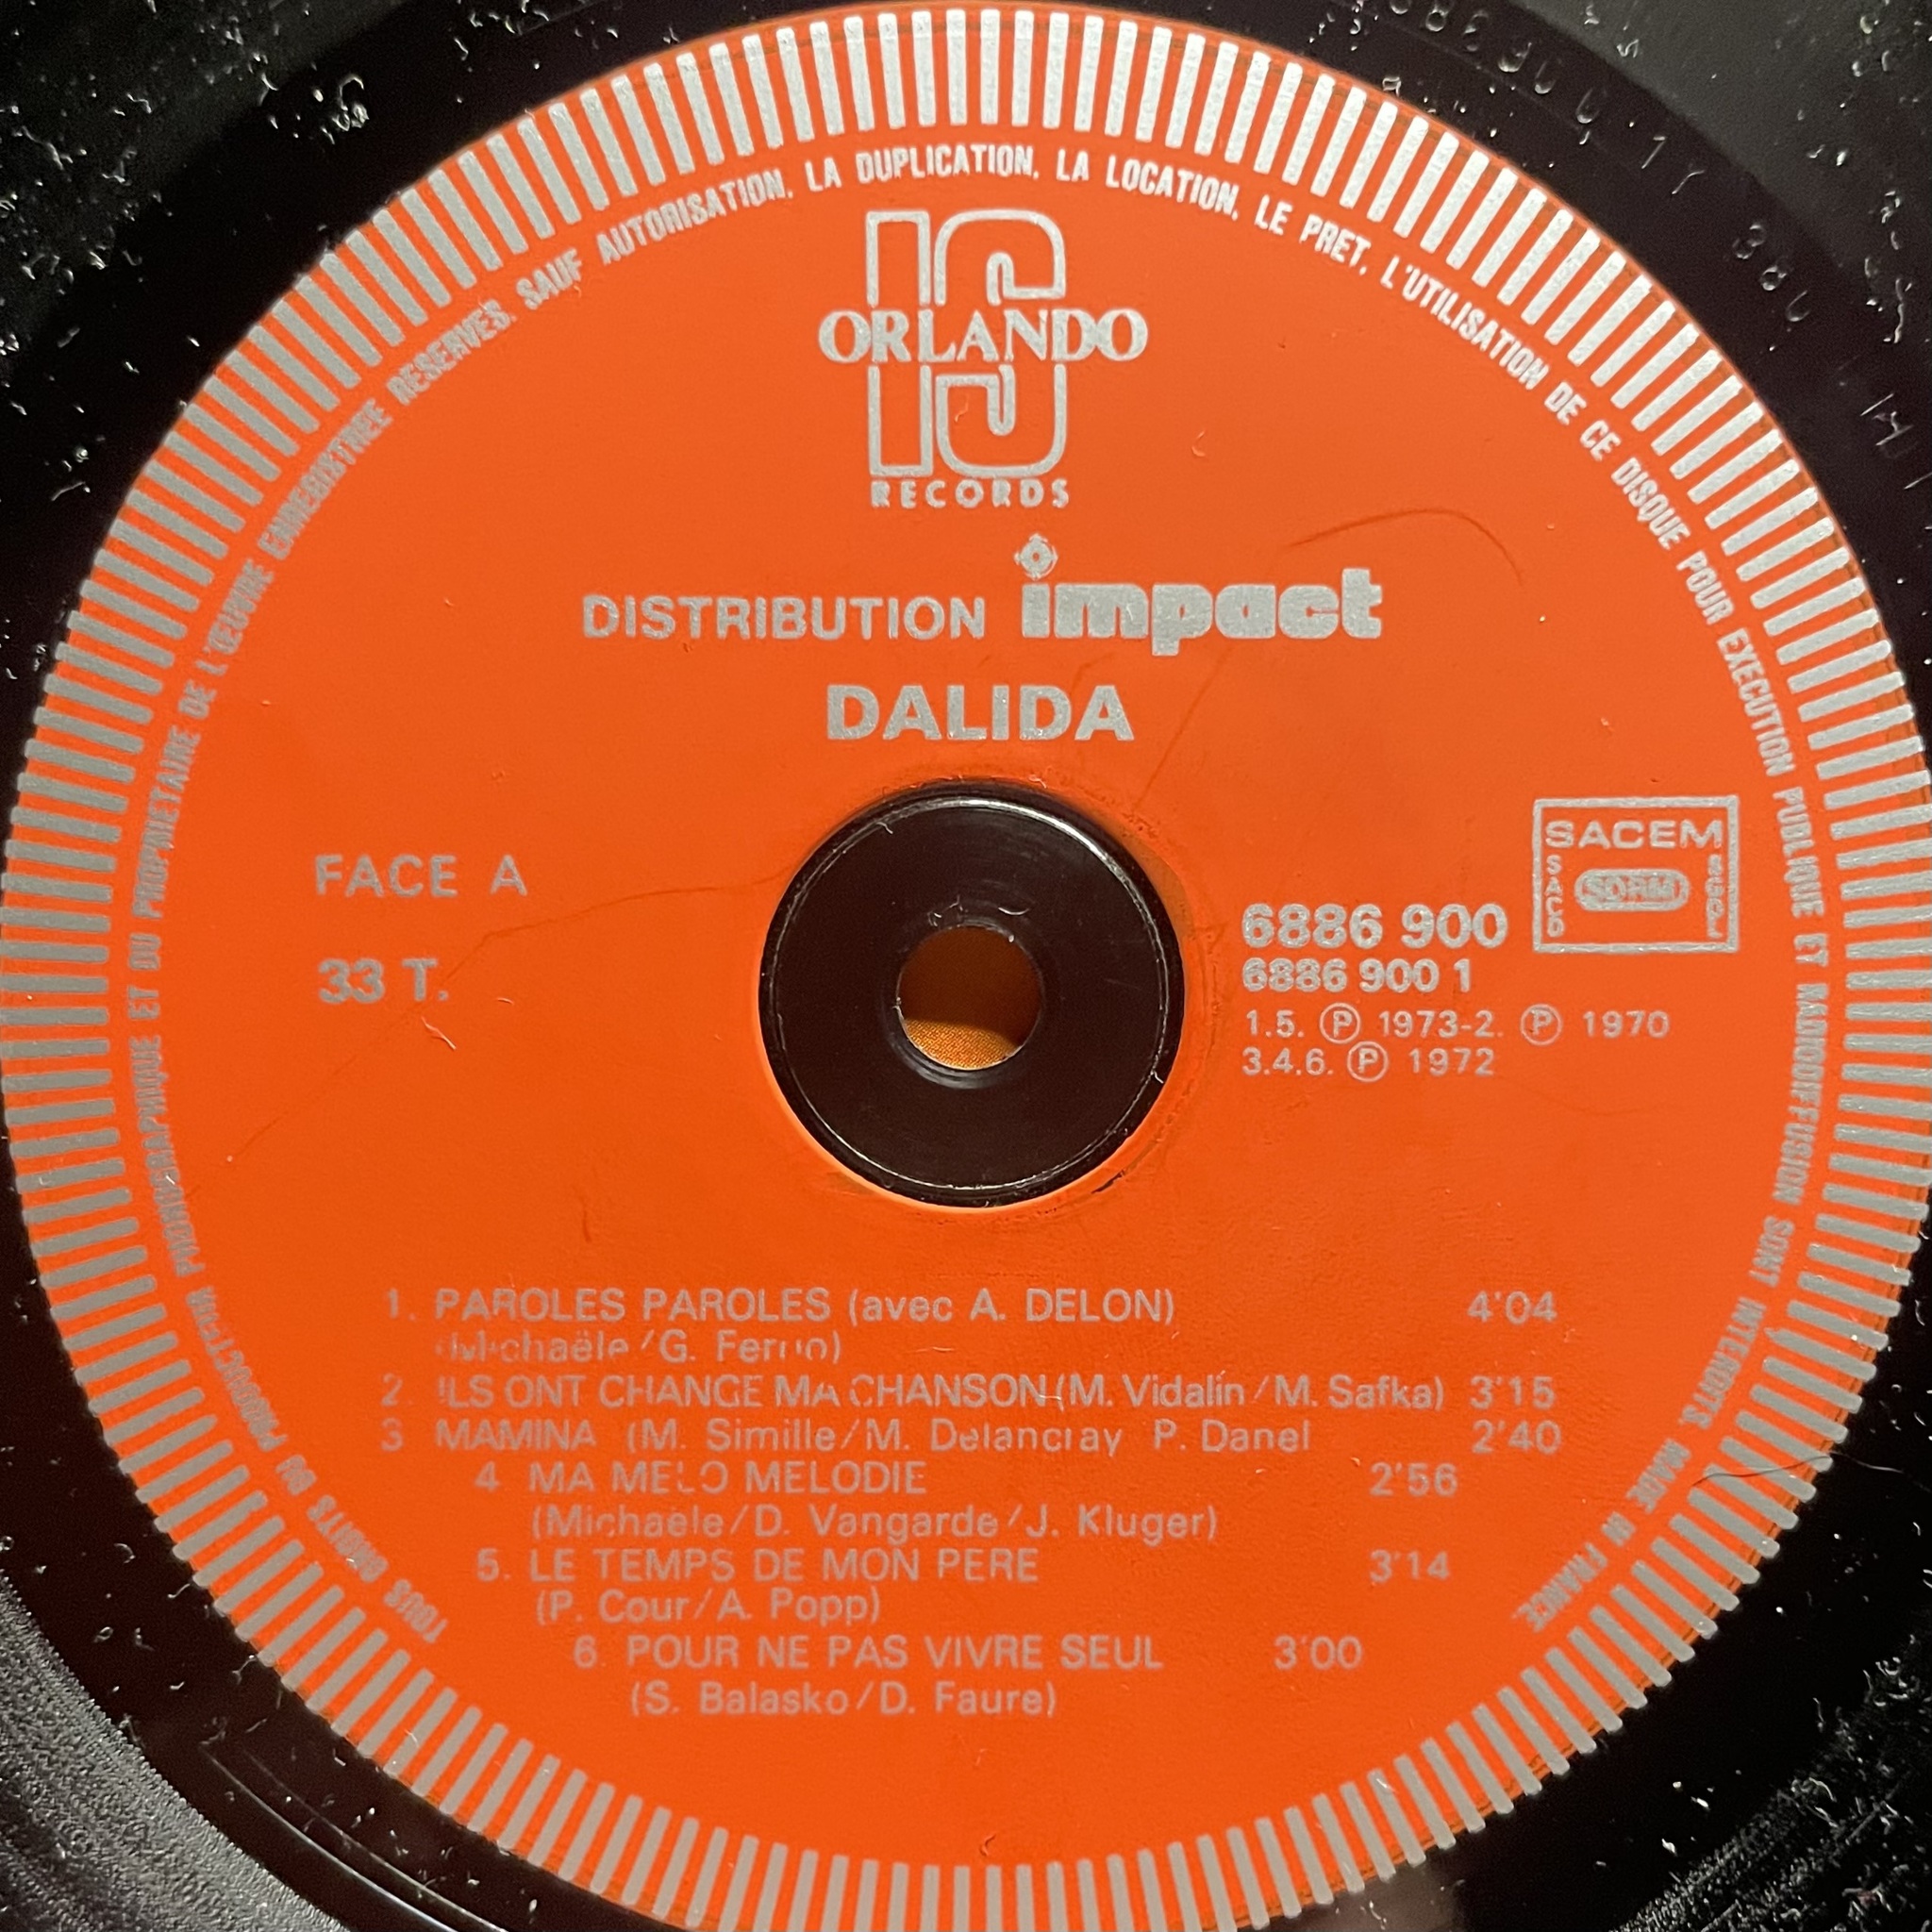 TOUS DROITS DU PRODUCTEUR PHONOGRAPHIQUE ET DU PROPRIETAIRE DE L'ŒUVRE ENREGISTREE RESERVES. SAUF AUTORISATION, LA DUPLICATION, LA LOCATION, LE PRET, L'UTILISATION DE CE DISQUE POUR EXECUTION PUBLIQUE ET RADIODIFFUSION SONT INTERDITS. MADE IN FRANCE
IS
ORLANDO
RECORDS
DISTRIBUTION impact
DALIDA
FACE A
33 T.
SACEM
SACD SDRM SGDL
6886 900
6886 900 1
1.5. Ⓟ 1973-2. Ⓟ 1970
3.4.6. Ⓟ 1972
1. PAROLES PAROLES (avec A. DELON) 4'04
(Michaële/G. Ferrio)
2. ILS ONT CHANGE MA CHANSON (M. Vidalin/M. Safka) 3'15
3 MAMINA (M. Simille/M. Delancray P. Danel 2'40
4 MA MELO MELODIE 2'56
(Michaële/D. Vangarde/J. Kluger)
5. LE TEMPS DE MON PERE 3'14
(P. Cour/A. Popp)
6. POUR NE PAS VIVRE SEUL 3'00
(S. Balasko/D. Faure)